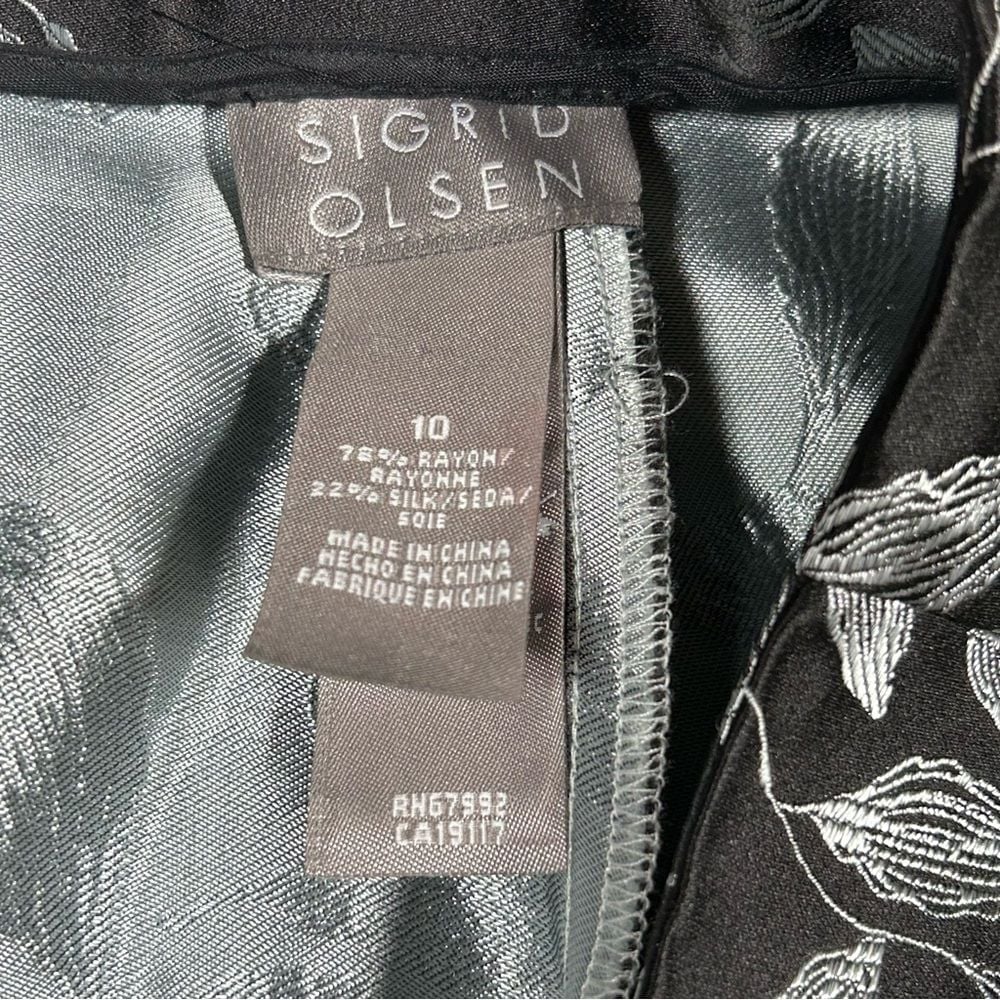 SIGRID
OLSEN
10
78% RAYON/
RAYONNE
22% SILK/SEDA/
SOIE
MADE IN CHINA
HECHO EN CHINA
FABRIQUE EN CHINE
RN67992
CA19117